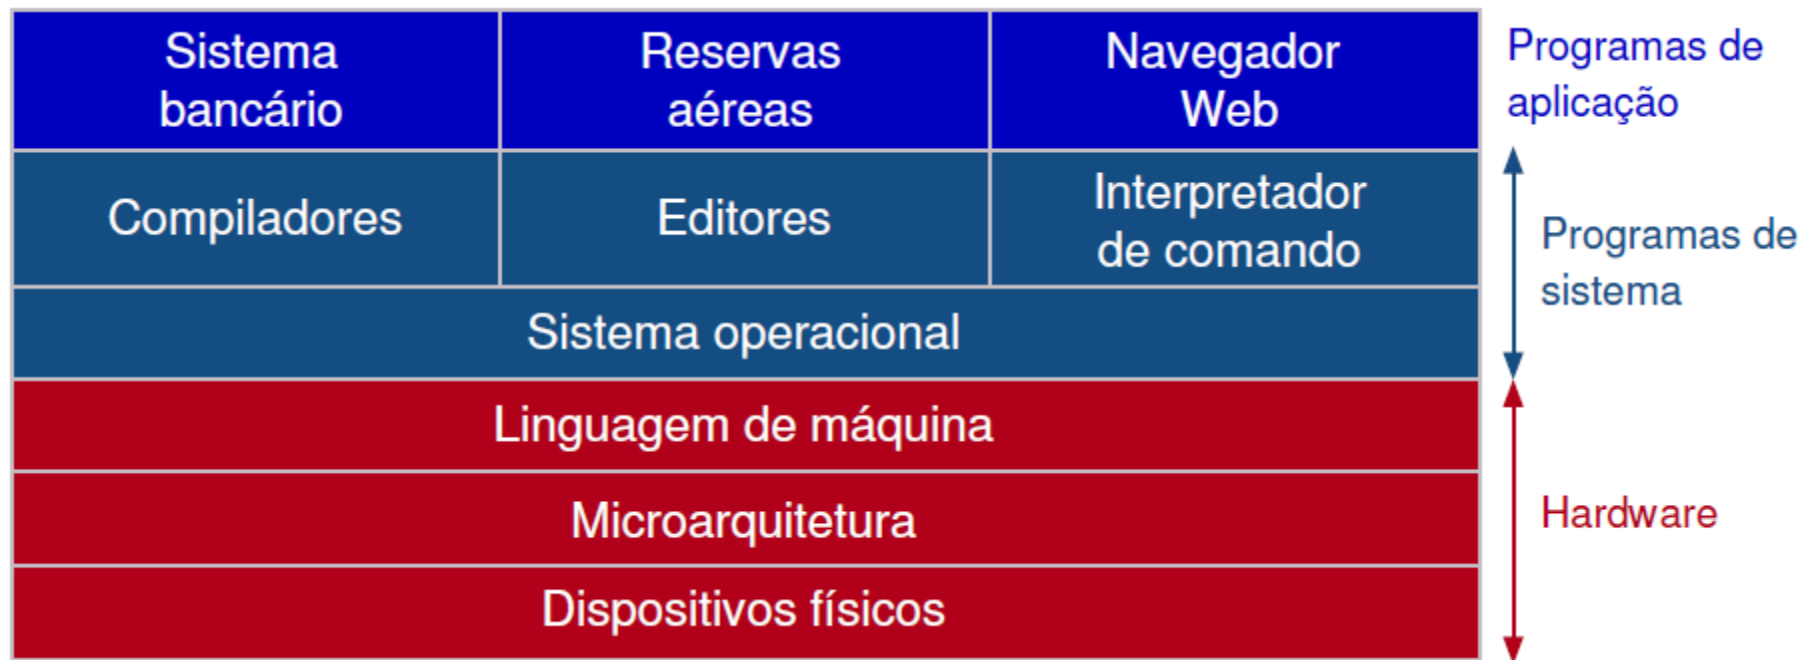 Sistema
bancário
Reservas
aéreas
Navegador
Web
Programas de
aplicação
Compiladores
Editores
Interpretador
de comando
Programas de
sistema
Sistema operacional
Linguagem de máquina
Microarquitetura
Hardware
Dispositivos físicos